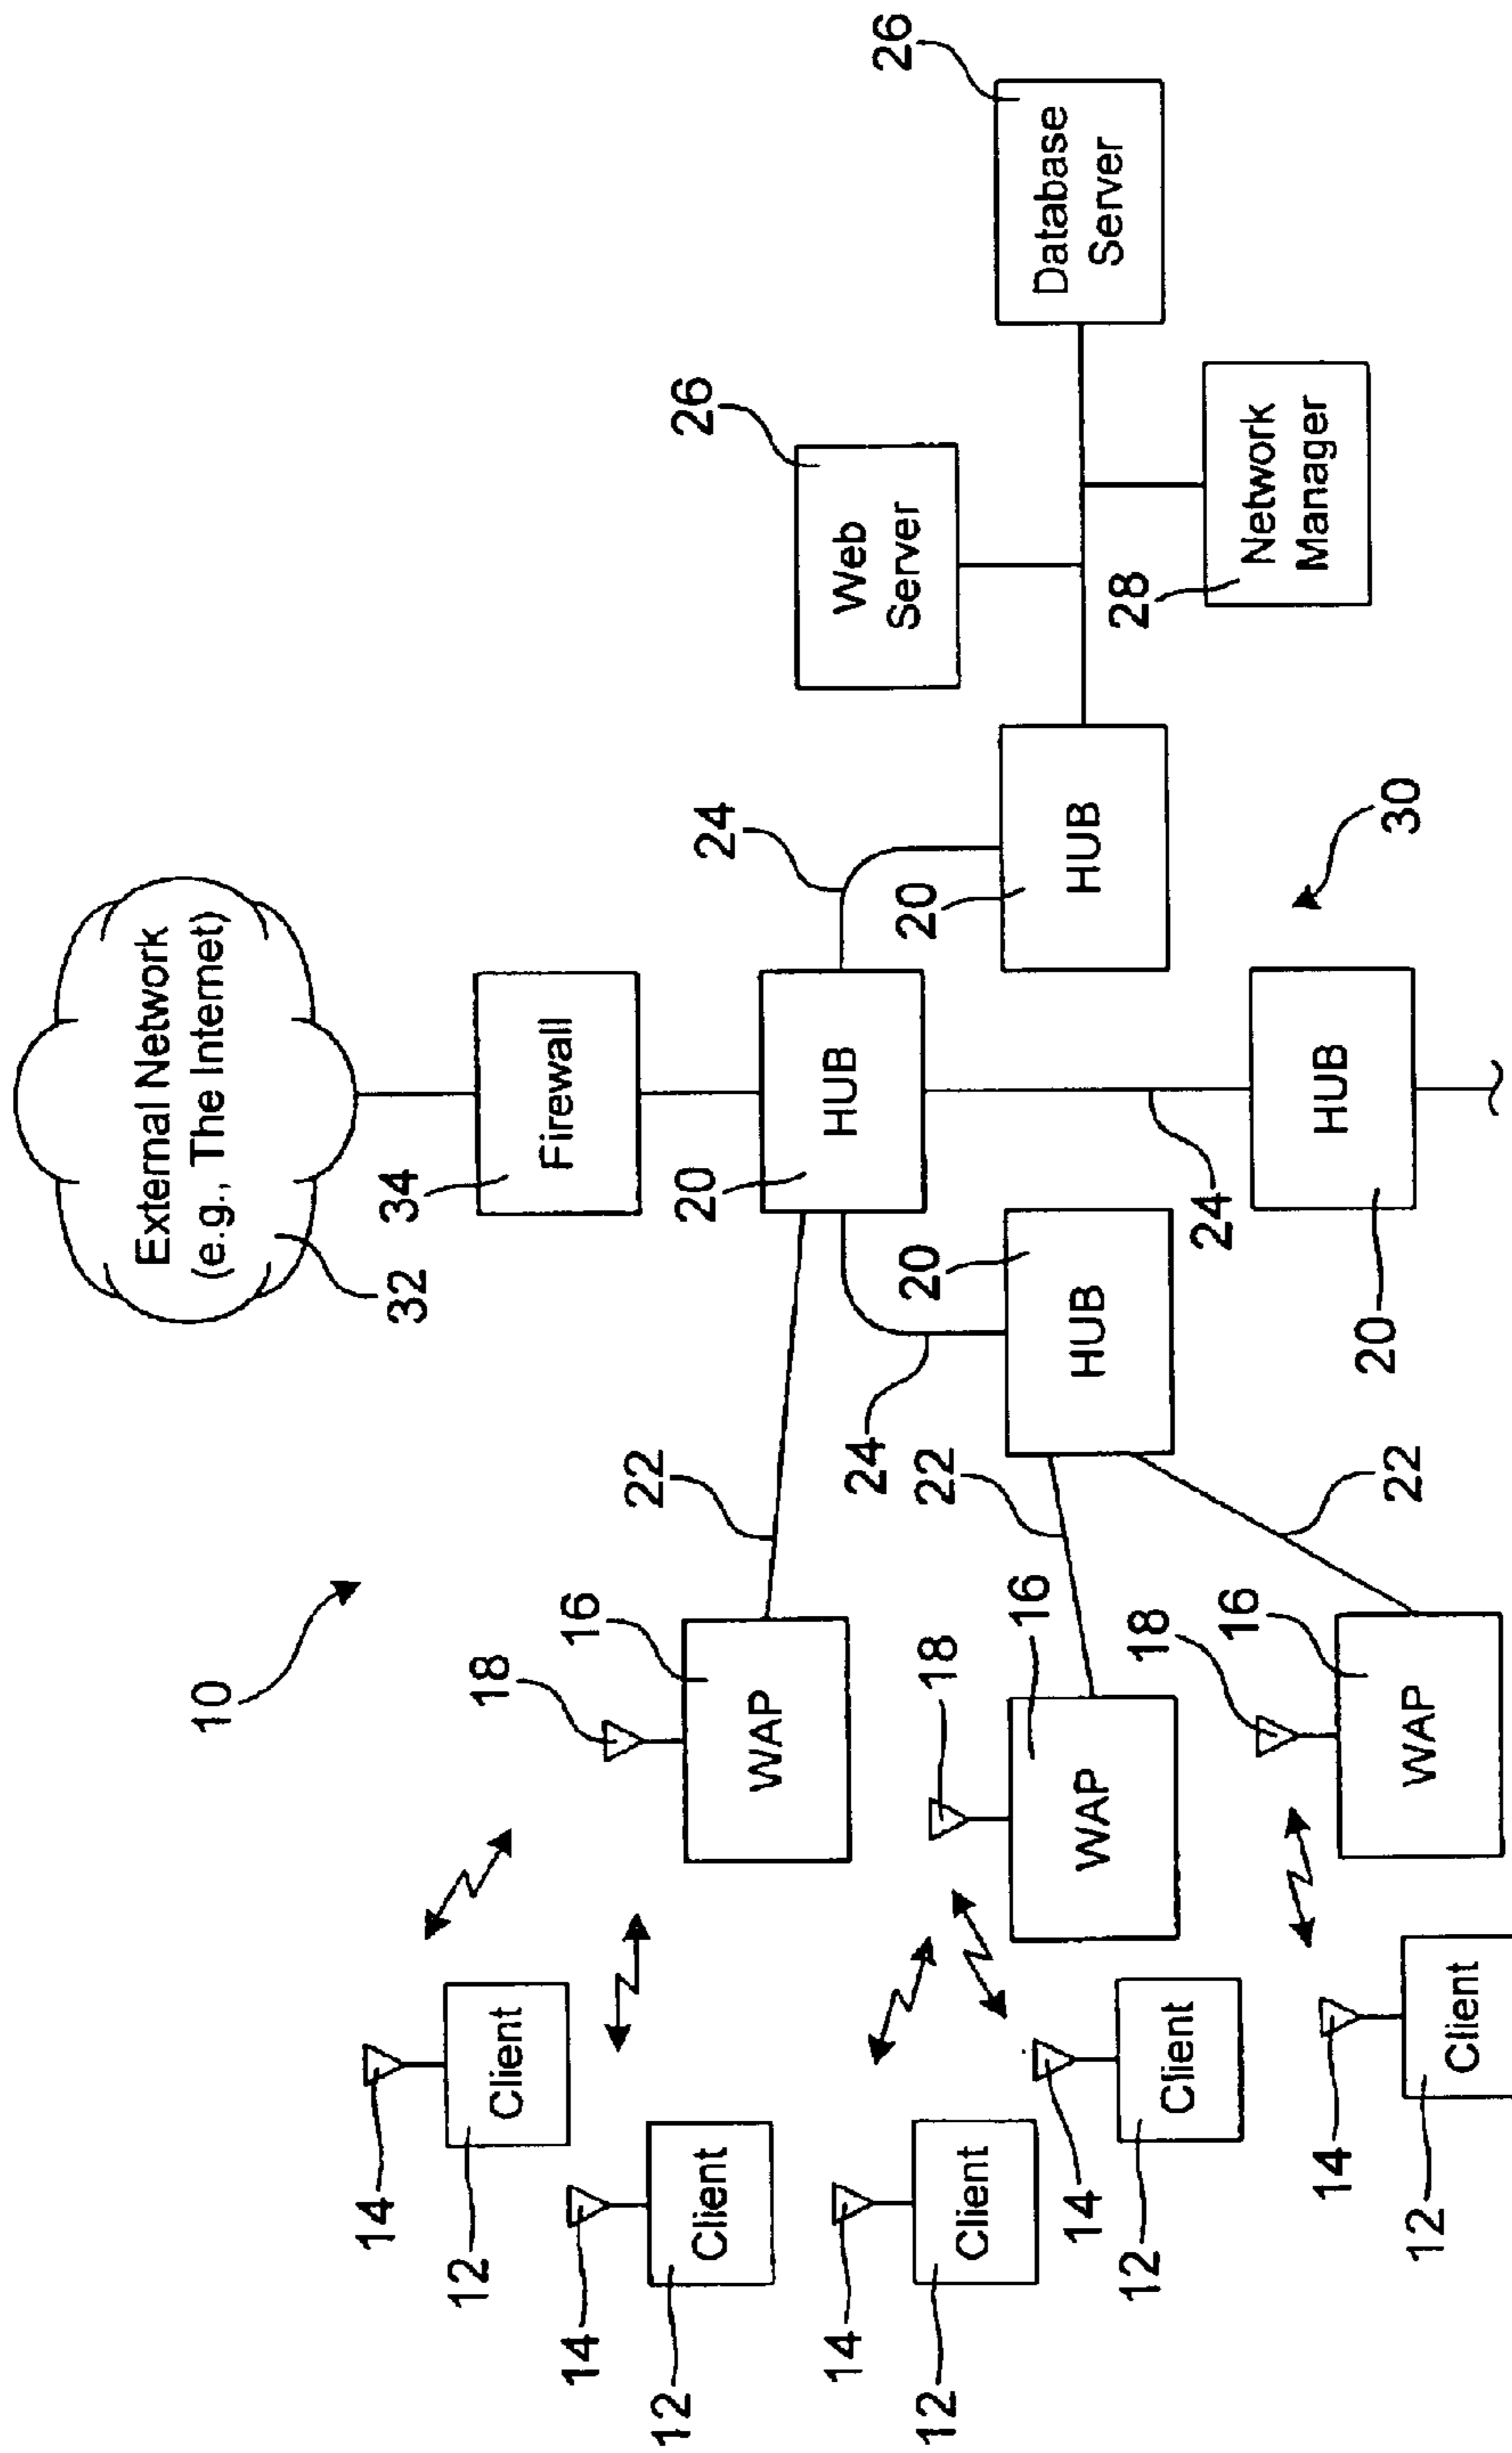 External Network
(e.g., The Internet)
32
34
Firewall
10
24
26
Web
Server
26
Database
Server
18
16
WAP
22
20
HUB
14
12
Client
14
12
Client
24
20
HUB
20
HUB
28
Network
Manager
18
16
WAP
22
14
12
Client
14
12
Client
24
30
20
HUB
18
16
WAP
22
14
12
Client